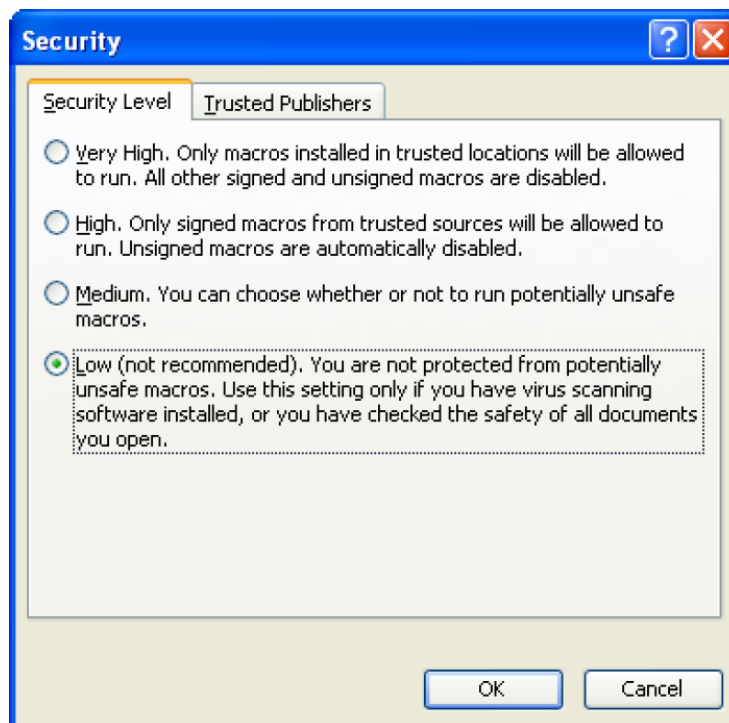 Security
Security Level
Trusted Publishers
Very High. Only macros installed in trusted locations will be allowed
to run. All other signed and unsigned macros are disabled.
High. Only signed macros from trusted sources will be allowed to
run. Unsigned macros are automatically disabled.
Medium. You can choose whether or not to run potentially unsafe
macros.
Low (not recommended). You are not protected from potentially
unsafe macros. Use this setting only if you have virus scanning
software installed, or you have checked the safety of all documents
you open.
OK
Cancel